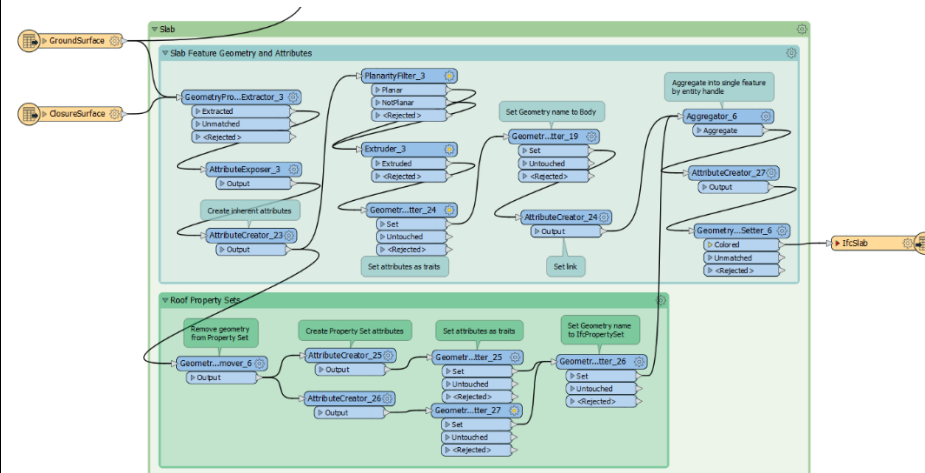 Slab
GroundSurface
Slab Feature Geometry and Attributes
ClosureSurface
GeometryPro...Extractor_3
Extracted
Unmatched
<Rejected>
AttributeExposer_3
Output
Create inherent attributes
AttributeCreator_23
Output
PlanarityFilter_3
Planar
NotPlanar
<Rejected>
Extruder_3
Extruded
<Rejected>
Geometr...tter_24
Set
Untouched
<Rejected>
Set attributes as traits
Set Geometry name to Body
Geometr...tter_19
Set
Untouched
<Rejected>
AttributeCreator_24
Output
Set link
Aggregate into single feature
by entity handle
Aggregator_6
Aggregate
AttributeCreator_27
Output
Geometry...Setter_6
Colored
Unmatched
<Rejected>
IfcSlab
Roof Property Sets
Remove geometry
from Property Set
Geometr...mover_6
Output
Create Property Set attributes
AttributeCreator_25
Output
AttributeCreator_26
Output
Set attributes as traits
Geometr...tter_25
Set
Untouched
<Rejected>
Geometr...tter_27
Set
Untouched
<Rejected>
Set Geometry name
to IfcPropertySet
Geometr...tter_26
Set
Untouched
<Rejected>